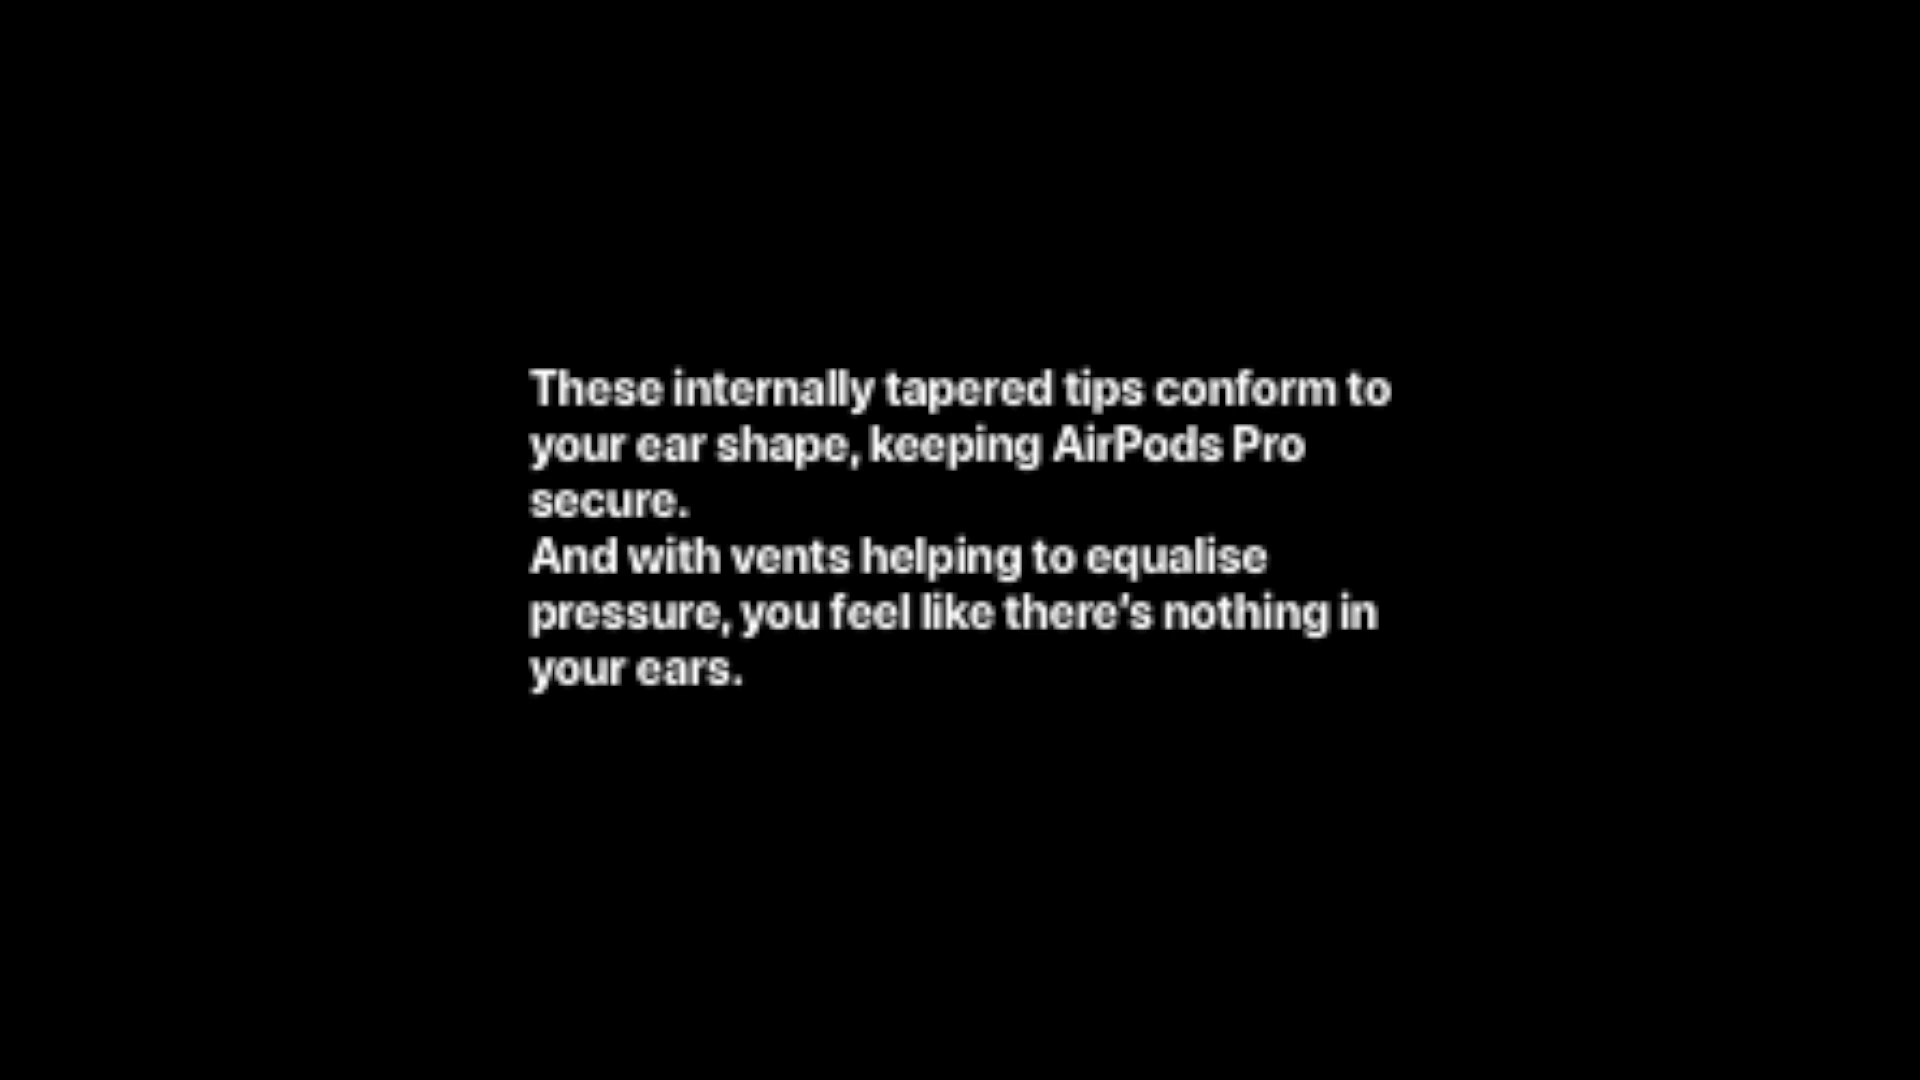 These internally tapered tips conform to
your ear shape, keeping AirPods Pro
secure.
And with vents helping to equalise
pressure, you feel like there's nothing in
your ears.